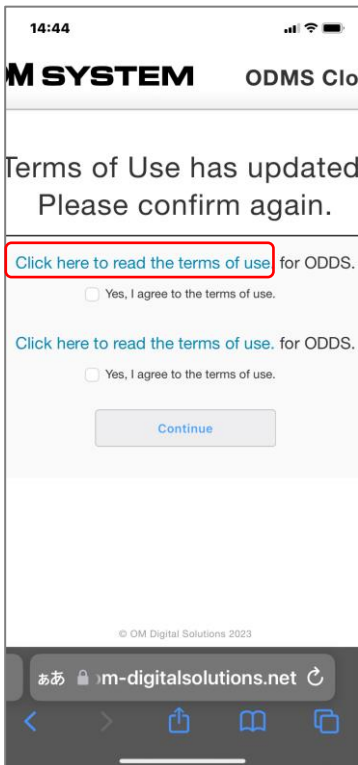 14:44
M SYSTEM ODMS Clo
Terms of Use has updated
Please confirm again.
Click here to read the terms of use. for ODDS.
Yes, I agree to the terms of use.
Click here to read the terms of use. for ODDS.
Yes, I agree to the terms of use.
Continue
© OM Digital Solutions 2023
ぁあ m-digitalsolutions.net